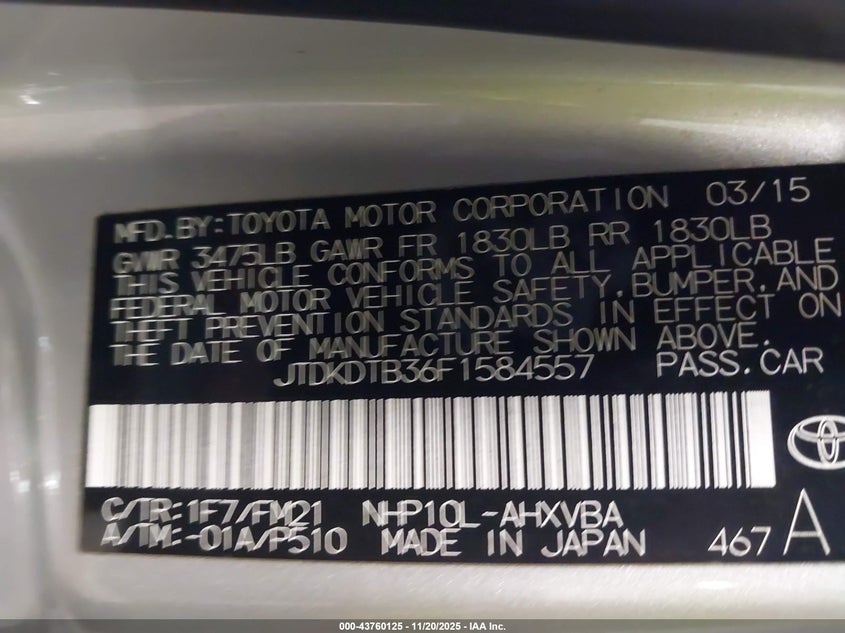 MFD. BY: TOYOTA MOTOR CORPORATION 03/15
GVWR 3475LB GAWR FR 1830LB RR 1830LB
THIS VEHICLE CONFORMS TO ALL APPLICABLE
FEDERAL MOTOR VEHICLE SAFETY, BUMPER, AND
THEFT PREVENTION STANDARDS IN EFFECT ON
THE DATE OF MANUFACTURE SHOWN ABOVE.
JTDKDTB36F1584557 PASS. CAR
C/TR: 1F7/FM21 NHP10L-AHXVBA
A/TM: -01A/P510 MADE IN JAPAN 467 A
000-43760125 - 11/20/2025 - IAA Inc.